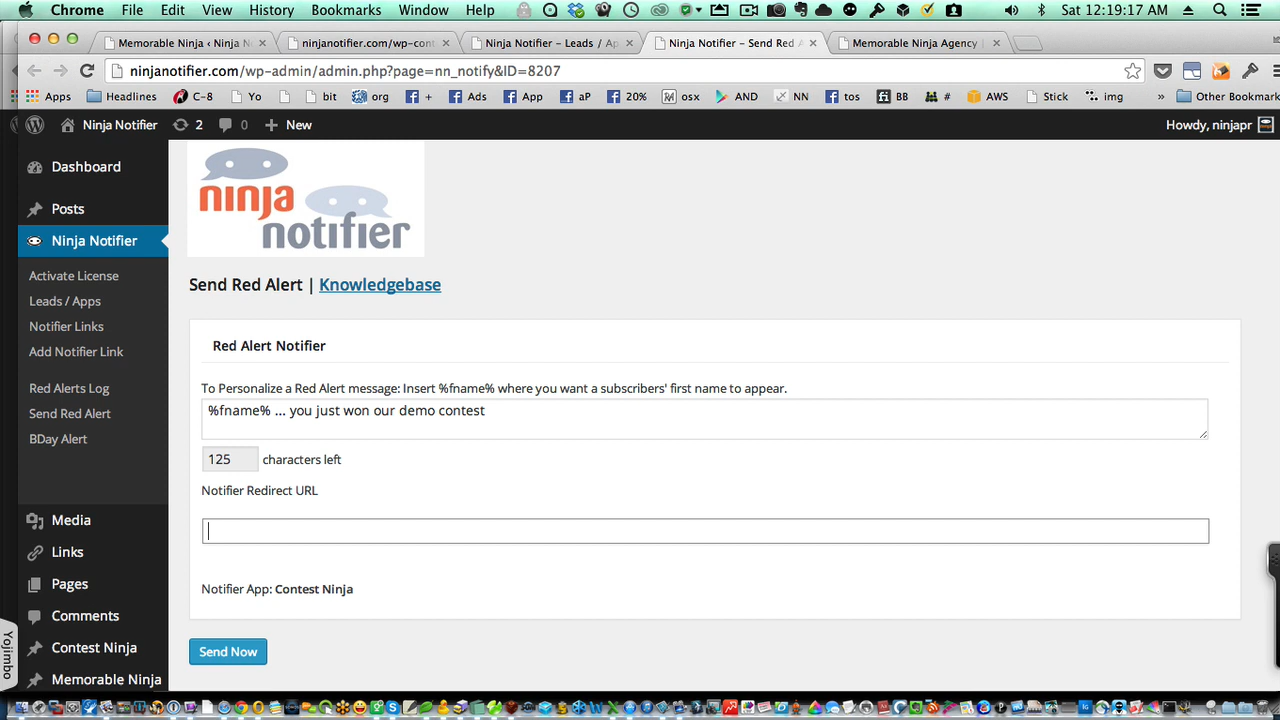 Chrome File Edit View History Bookmarks Window Help Sat 12:19:17 AM
Memorable Ninja ‹ Ninja N ninjanotifier.com/wp-cont Ninja Notifier – Leads / Ap Ninja Notifier – Send Red A Memorable Ninja Agency
ninjanotifier.com/wp-admin/admin.php?page=nn_notify&ID=8207
Apps Headlines C-8 Yo bit org + Ads App aP 20% osx AND NN tos BB # AWS Stick img » Other Bookmark
Ninja Notifier 2 0 New Howdy, ninjapr
Dashboard
Posts
Ninja Notifier
Activate License
Leads / Apps
Notifier Links
Add Notifier Link
Red Alerts Log
Send Red Alert
BDay Alert
Media
Links
Pages
Comments
Contest Ninja
Memorable Ninja
Yojimbo
ninja
notifier
Send Red Alert | Knowledgebase
Red Alert Notifier
To Personalize a Red Alert message: Insert %fname% where you want a subscribers' first name to appear.
%fname% ... you just won our demo contest
125 characters left
Notifier Redirect URL
Notifier App: Contest Ninja
Send Now